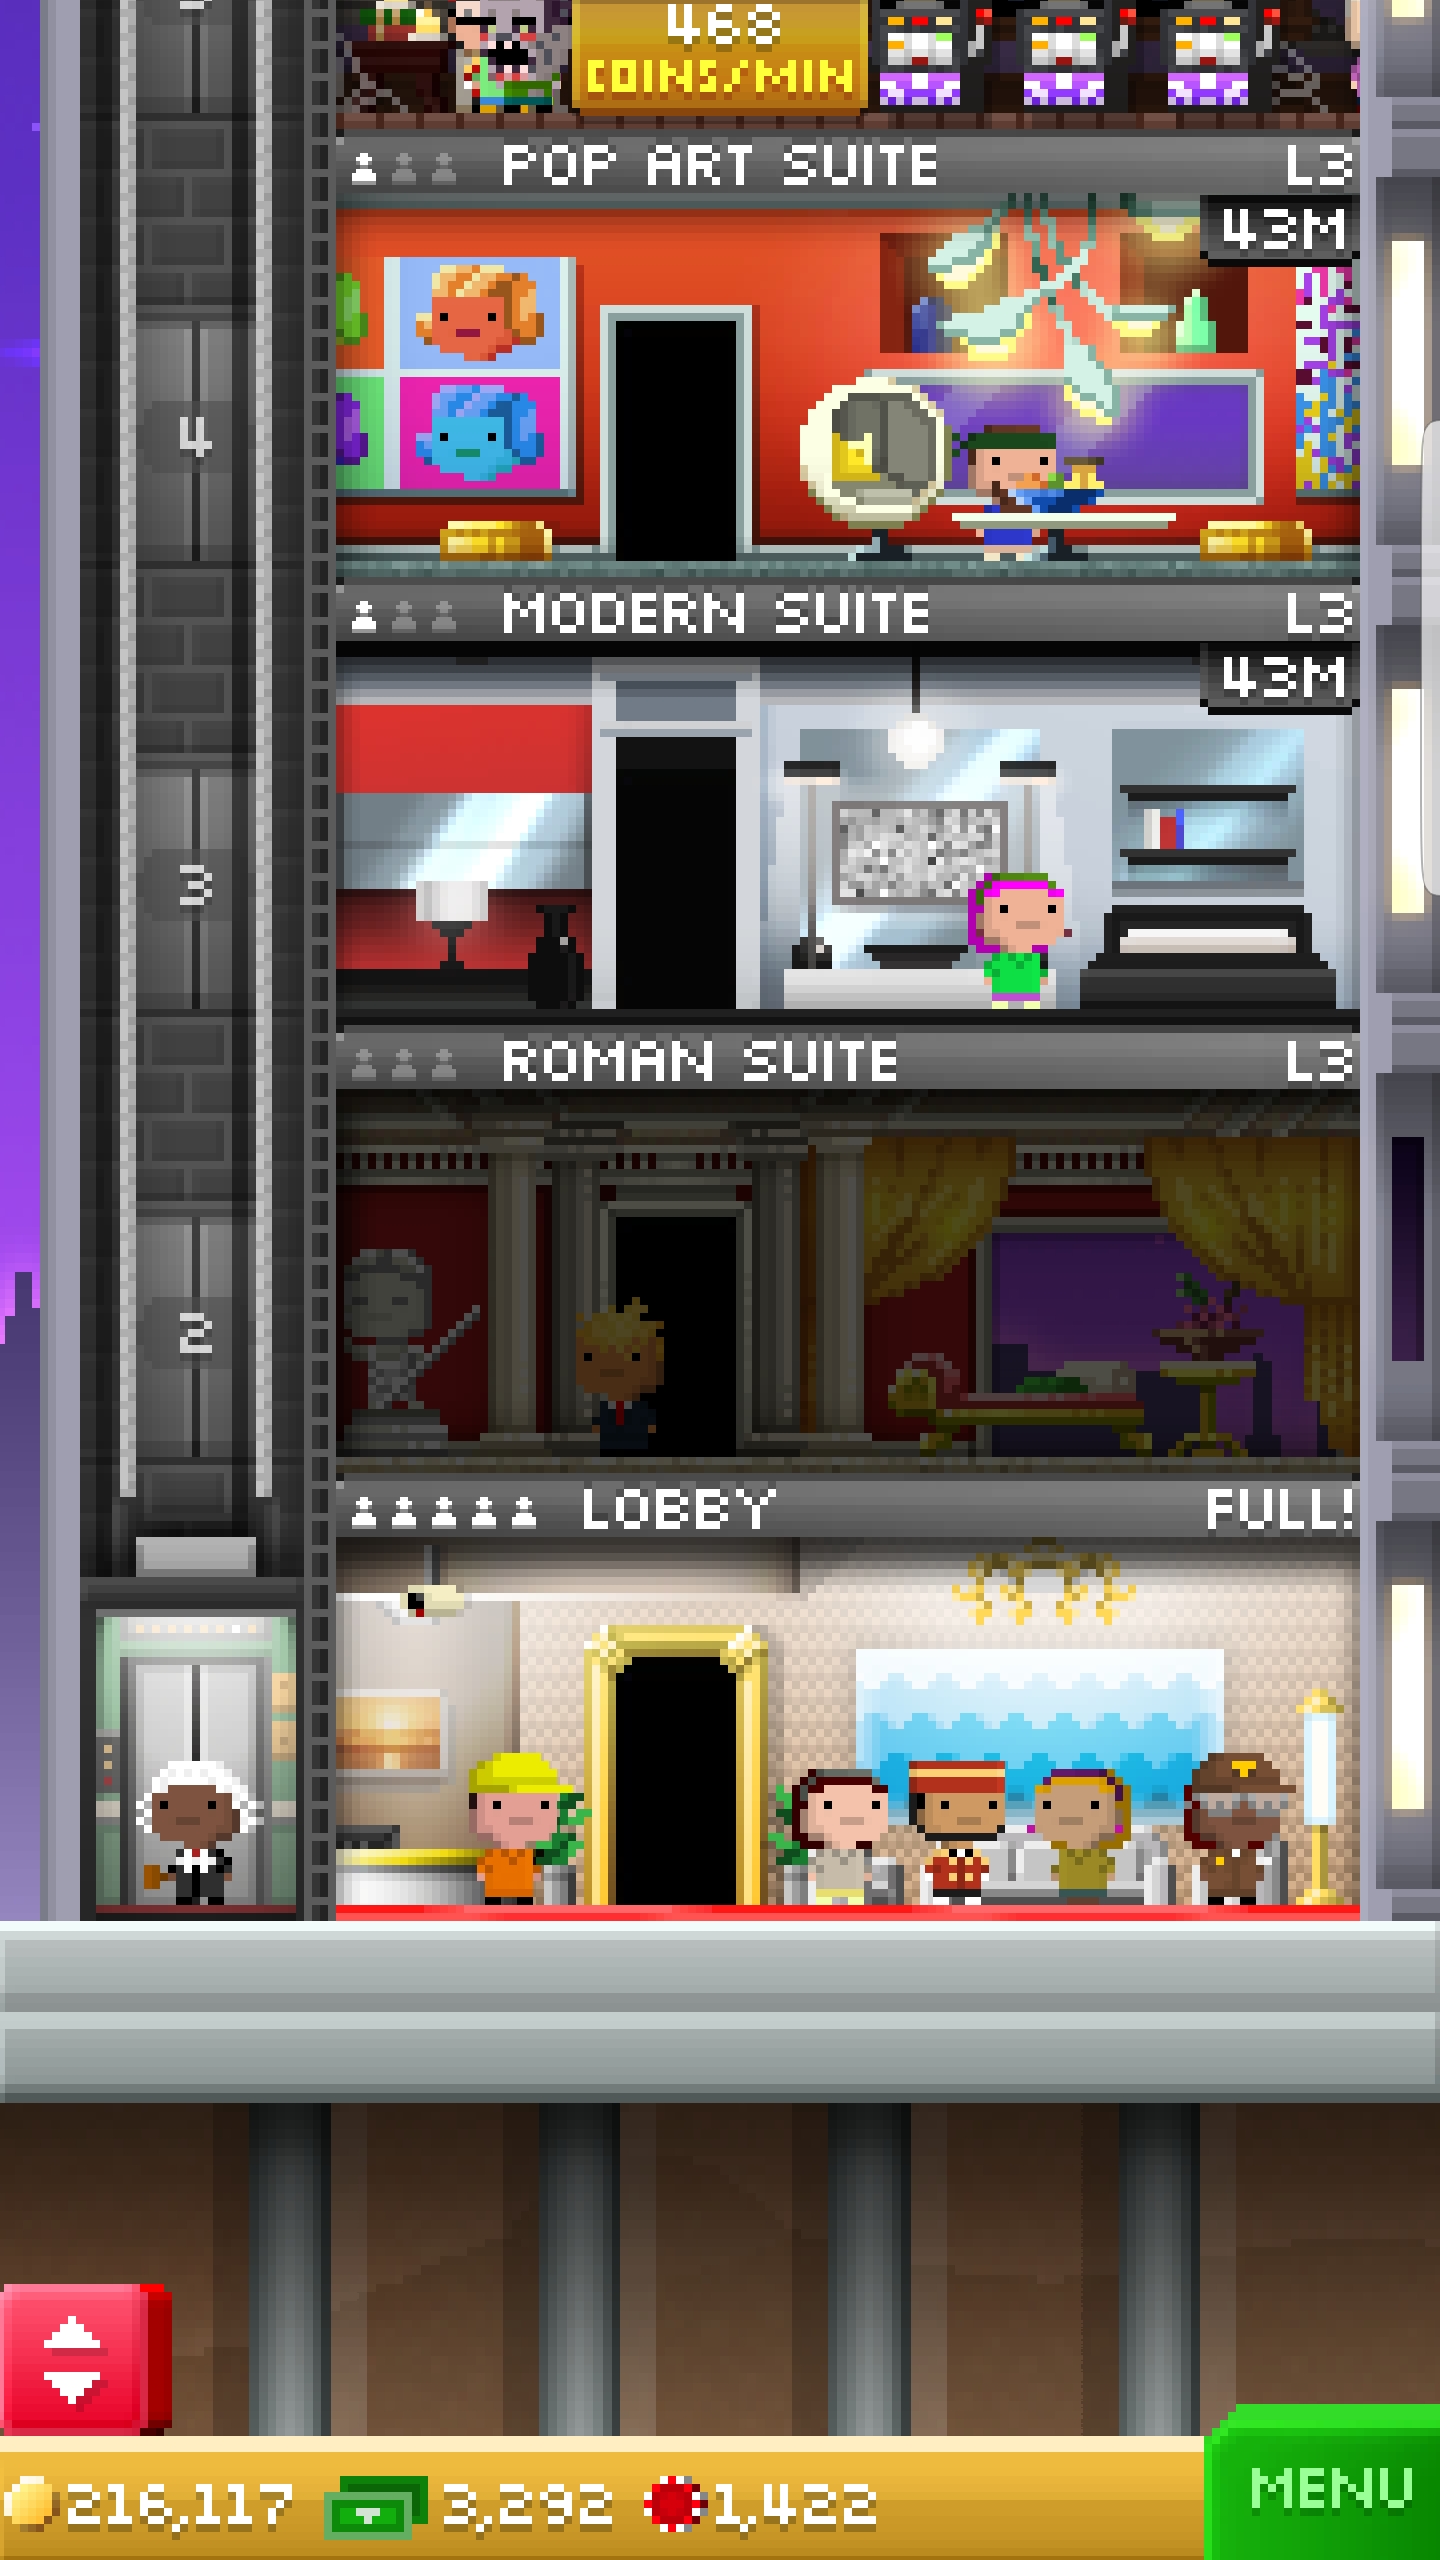 468
COINS/MIN
POP ART SUITE L3
43M
4
MODERN SUITE L3
43M
3
ROMAN SUITE L3
2
LOBBY FULL!
216,117 3,292 1,422
MENU